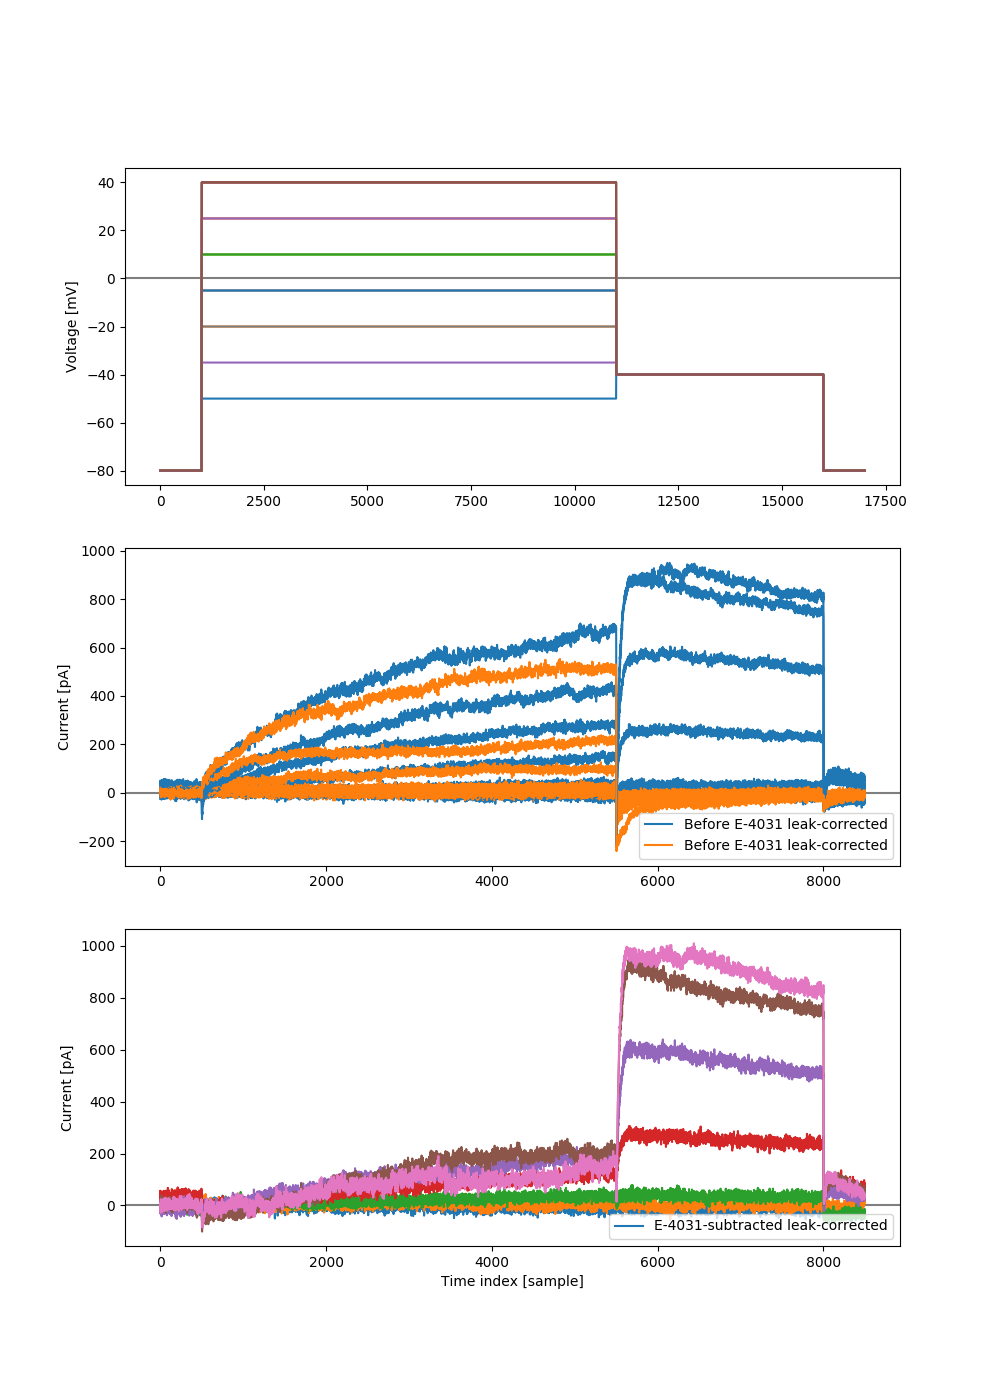 40
20
0
−20
−40
−60
−80
Voltage [mV]
0 2500 5000 7500 10000 12500 15000 17500
1000
800
600
400
200
0
−200
Current [pA]
Before E-4031 leak-corrected
Before E-4031 leak-corrected
0 2000 4000 6000 8000
1000
800
600
400
200
0
Current [pA]
E-4031-subtracted leak-corrected
0 2000 4000 6000 8000
Time index [sample]